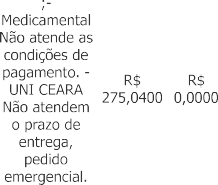 ;-
Medicamental
Não atende as
condições de
pagamento. -
UNI CEARA
Não atendem
o prazo de
entrega,
pedido
emergencial.
R$
275,0400
R$
0,0000